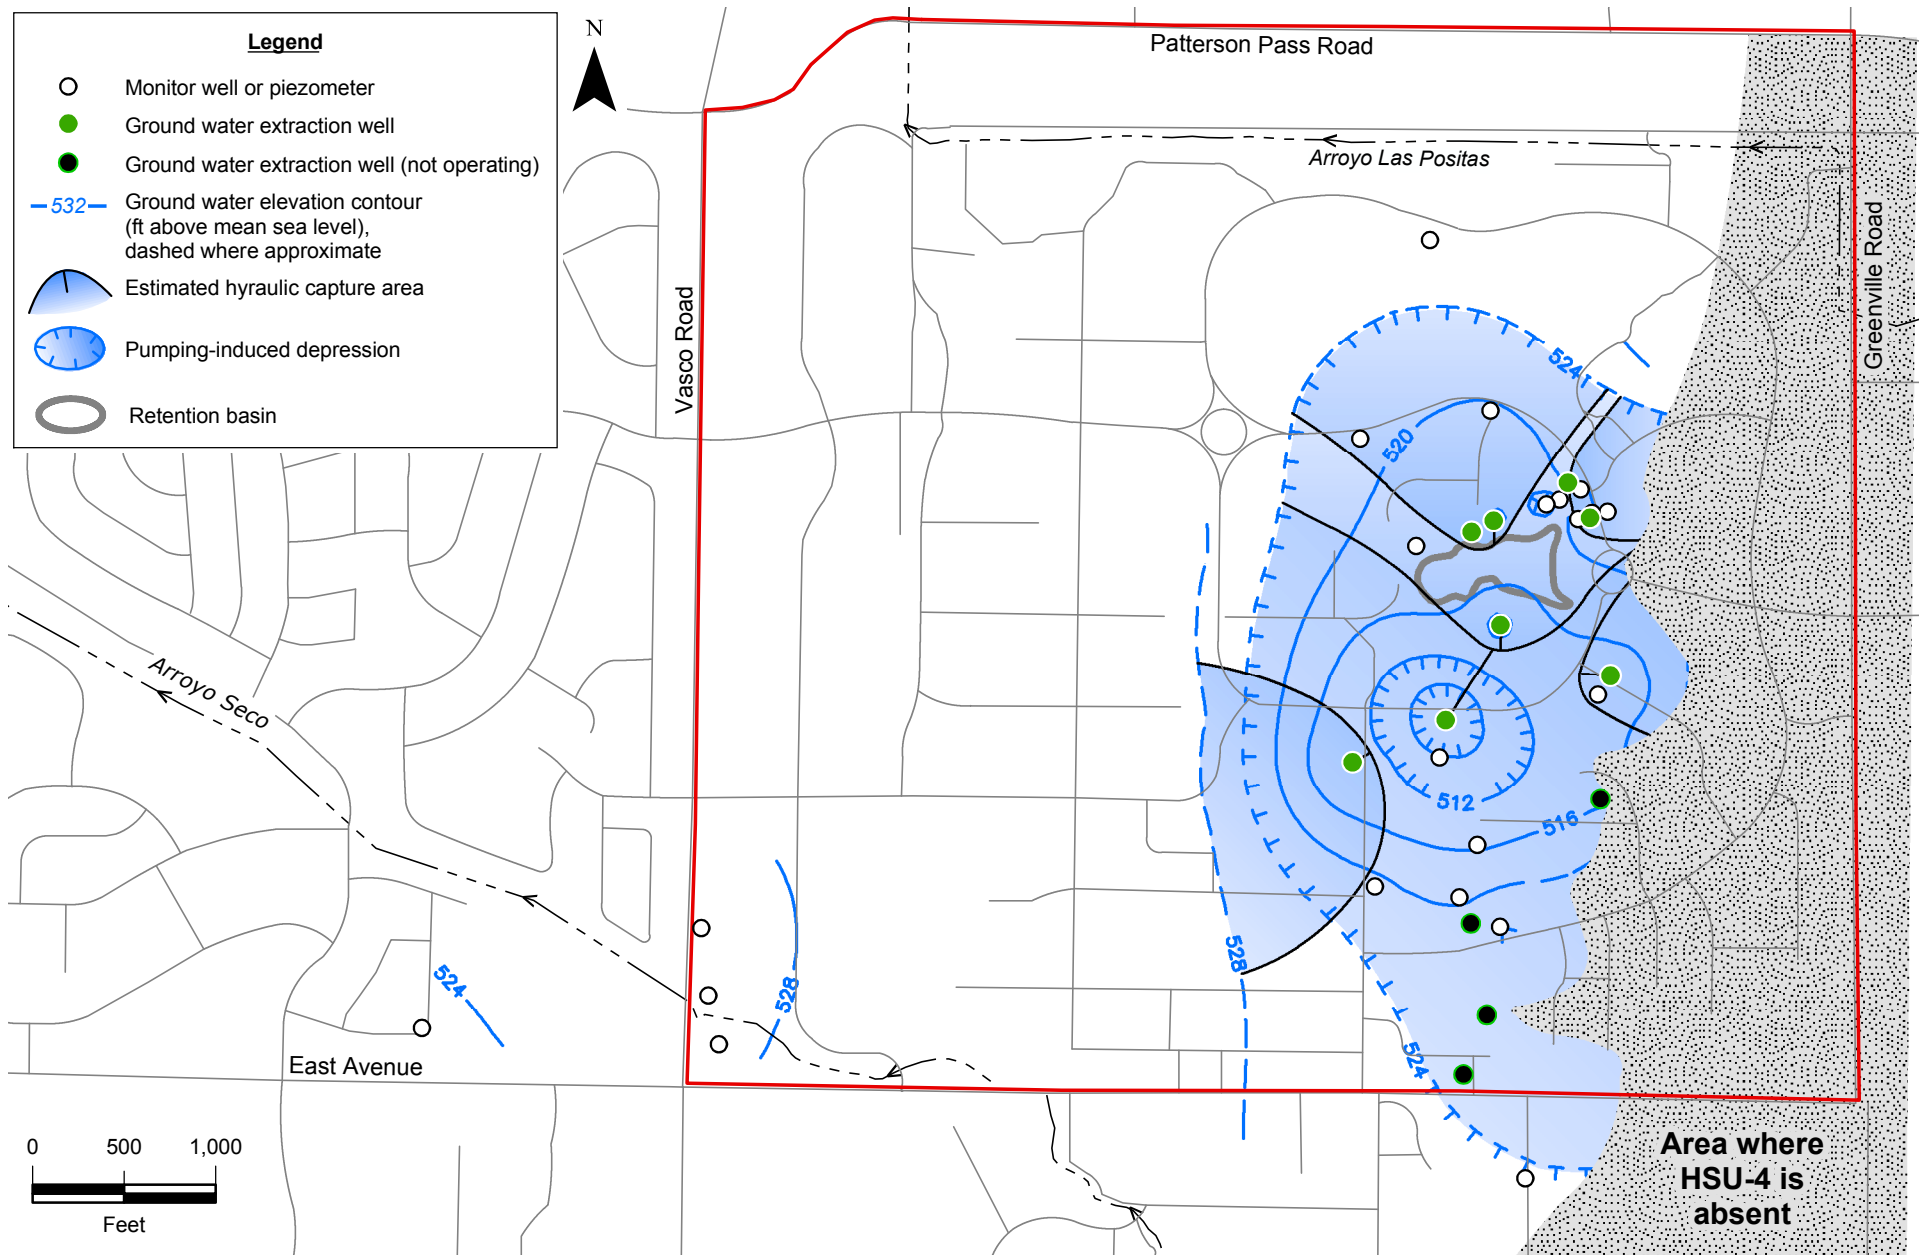 Legend
Monitor well or piezometer
Ground water extraction well
Ground water extraction well (not operating)
532
Ground water elevation contour
(ft above mean sea level),
dashed where approximate
Estimated hyraulic capture area
Pumping-induced depression
Retention basin
N
Patterson Pass Road
Arroyo Las Positas
Greenville Road
Vasco Road
524
520
Arroyo Seco
512
516
528
528
524
524
East Avenue
0 500 1,000
Feet
Area where
HSU-4 is
absent